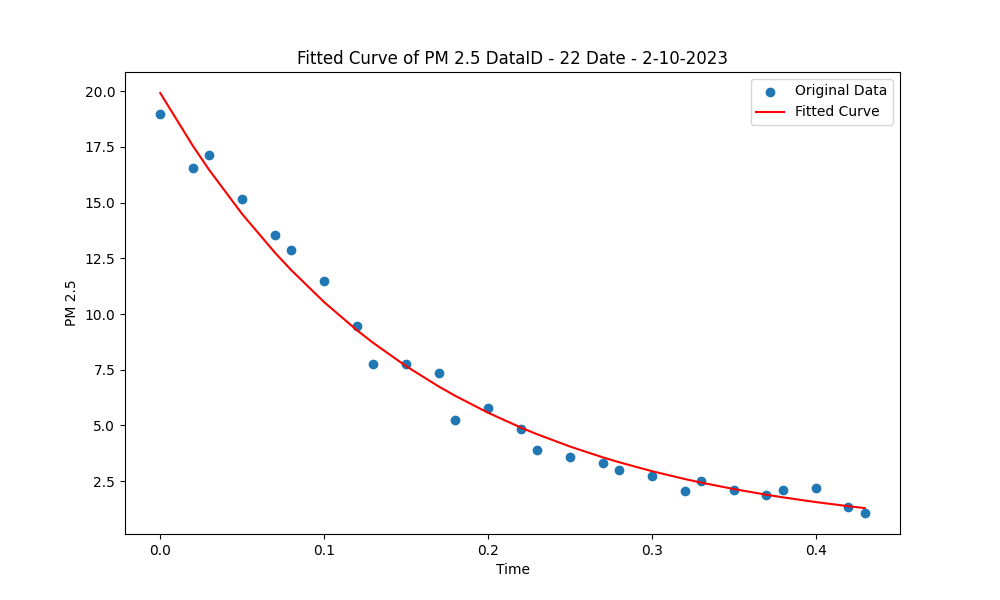 Fitted Curve of PM 2.5 DataID - 22 Date - 2-10-2023
Original Data
Fitted Curve
20.0
17.5
15.0
12.5
10.0
7.5
5.0
2.5
PM 2.5
0.0 0.1 0.2 0.3 0.4
Time